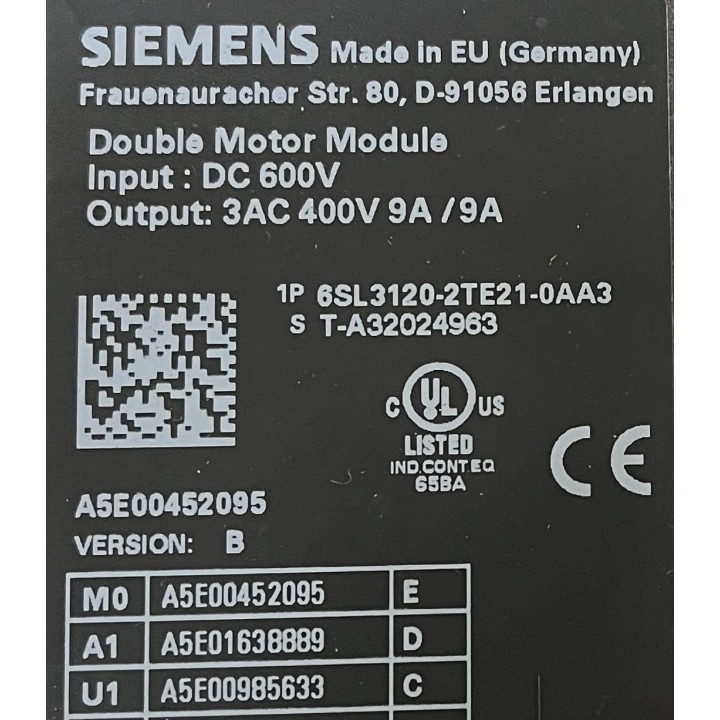 SIEMENS Made in EU (Germany)
Frauenauracher Str. 80, D-91056 Erlangen
Double Motor Module
Input : DC 600V
Output: 3AC 400V 9A / 9A
1P 6SL3120-2TE21-0AA3
S T-A32024963
C UL US
LISTED
IND.CONT.EQ
65BA
CE
A5E00452095
VERSION: B
M0 A5E00452095 E
A1 A5E01638889 D
U1 A5E00985633 C